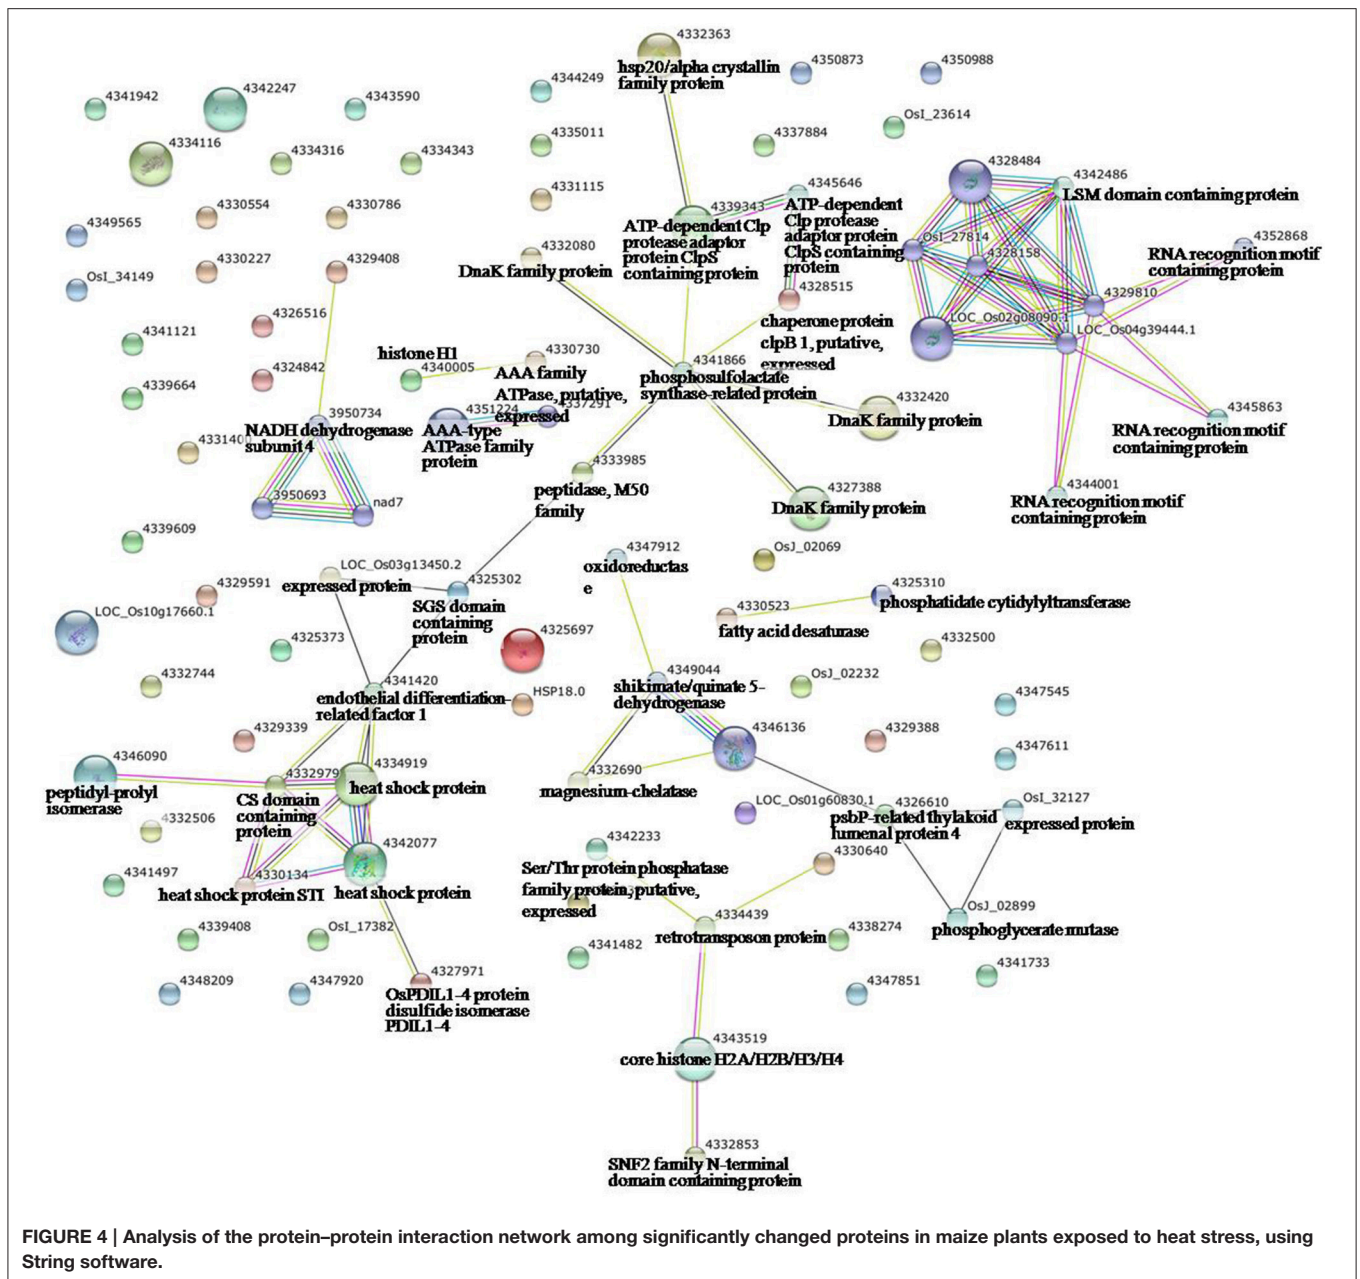 4332363
hsp20/alpha crystallin
family protein
4350873
4350988
4344249
4341942
4342247
4343590
OsI_23614
4335011
4337884
4334116
4334316
4334343
4328484
4342486
LSM domain containing protein
4331115
4345646
ATP-dependent
Clp protease
adaptor protein
ClpS containing
protein
4330554
4330786
4339343
ATP-dependent Clp
protease adaptor
protein ClpS
containing protein
4349565
OsI_27814
4352868
RNA recognition motif
containing protein
4332080
DnaK family protein
4328158
OsI_34149
4330227
4329408
4328515
chaperone protein
clpB 1, putative,
expressed
4329810
4326516
LOC_Os02g08090.1
LOC_Os04g39444.1
4341121
histone H1
4340005
4330730
AAA family
ATPase, putative,
expressed
4341866
phosphosulfolactate
synthase-related protein
4324842
4339664
4332420
DnaK family protein
4351224
4337291
AAA-type
ATPase family
protein
3950734
NADH dehydrogenase
subunit 4
4345863
RNA recognition motif
containing protein
4331400
4333985
peptidase, M50
family
4327388
DnaK family protein
4344001
RNA recognition motif
containing protein
3950693
nad7
4339609
4347912
oxidoreductas
e
OsJ_02069
LOC_Os03g13450.2
expressed protein
4325302
SGS domain
containing
protein
4329591
4325310
phosphatidate cytidylyltransferase
LOC_Os10g17660.1
4330523
fatty acid desaturase
4325373
4325697
4332500
4332744
4341420
endothelial differentiation-
related factor 1
4349044
shikimate/quinate 5-
dehydrogenase
OsJ_02232
HSP18.0
4347545
4329339
4346136
4329388
4346090
peptidyl-prolyl
isomerase
4332979
CS domain
containing
protein
4334919
heat shock protein
4332690
magnesium-chelatase
4347611
LOC_Os01g60830.1
4326610
psbP-related thylakoid
lumenal protein 4
OsI_32127
expressed protein
4332506
4342077
heat shock protein
4342233
Ser/Thr protein phosphatase
family protein, putative,
expressed
4330640
4341497
4330134
heat shock protein STI
OsJ_02899
phosphoglycerate mutase
4339408
OsI_17382
4334439
retrotransposon protein
4338274
4341482
4341733
4348209
4347920
4327971
OsPDIL1-4 protein
disulfide isomerase
PDIL1-4
4347851
4343519
core histone H2A/H2B/H3/H4
4332853
SNF2 family N-terminal
domain containing protein
FIGURE 4 | Analysis of the protein–protein interaction network among significantly changed proteins in maize plants exposed to heat stress, using
String software.